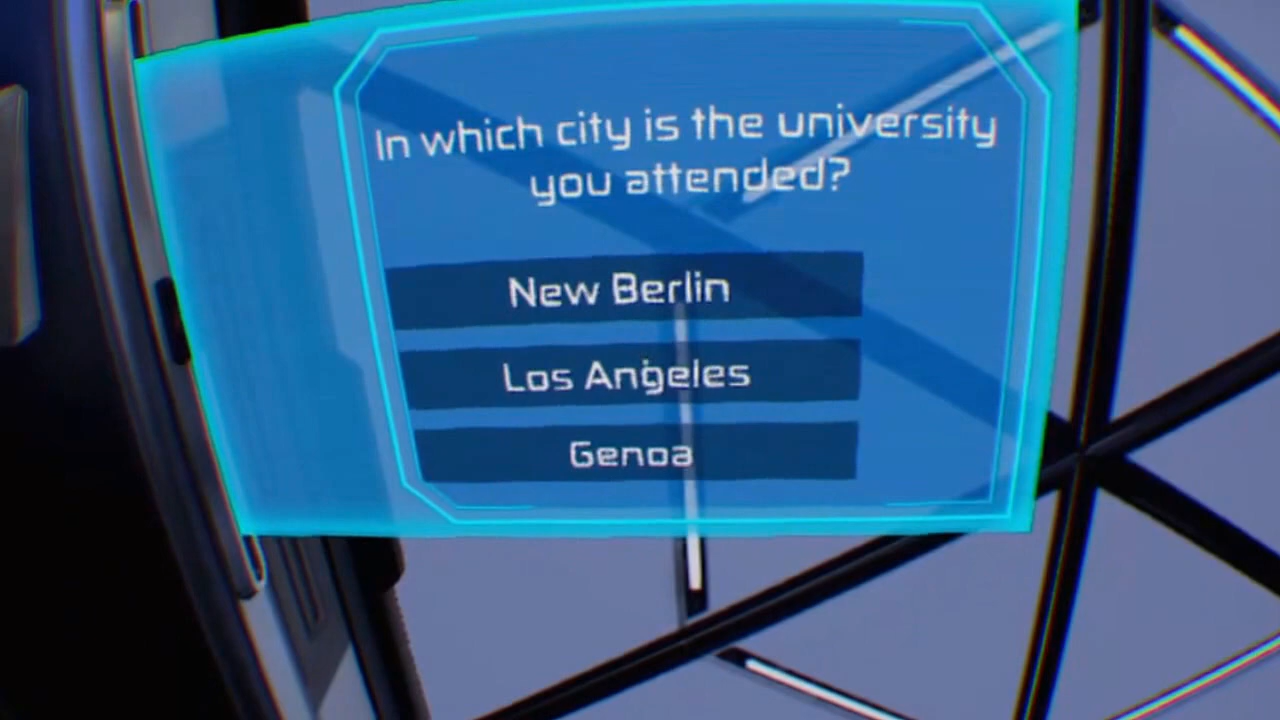 In which city is the university
you attended?
New Berlin
Los Angeles
Genoa